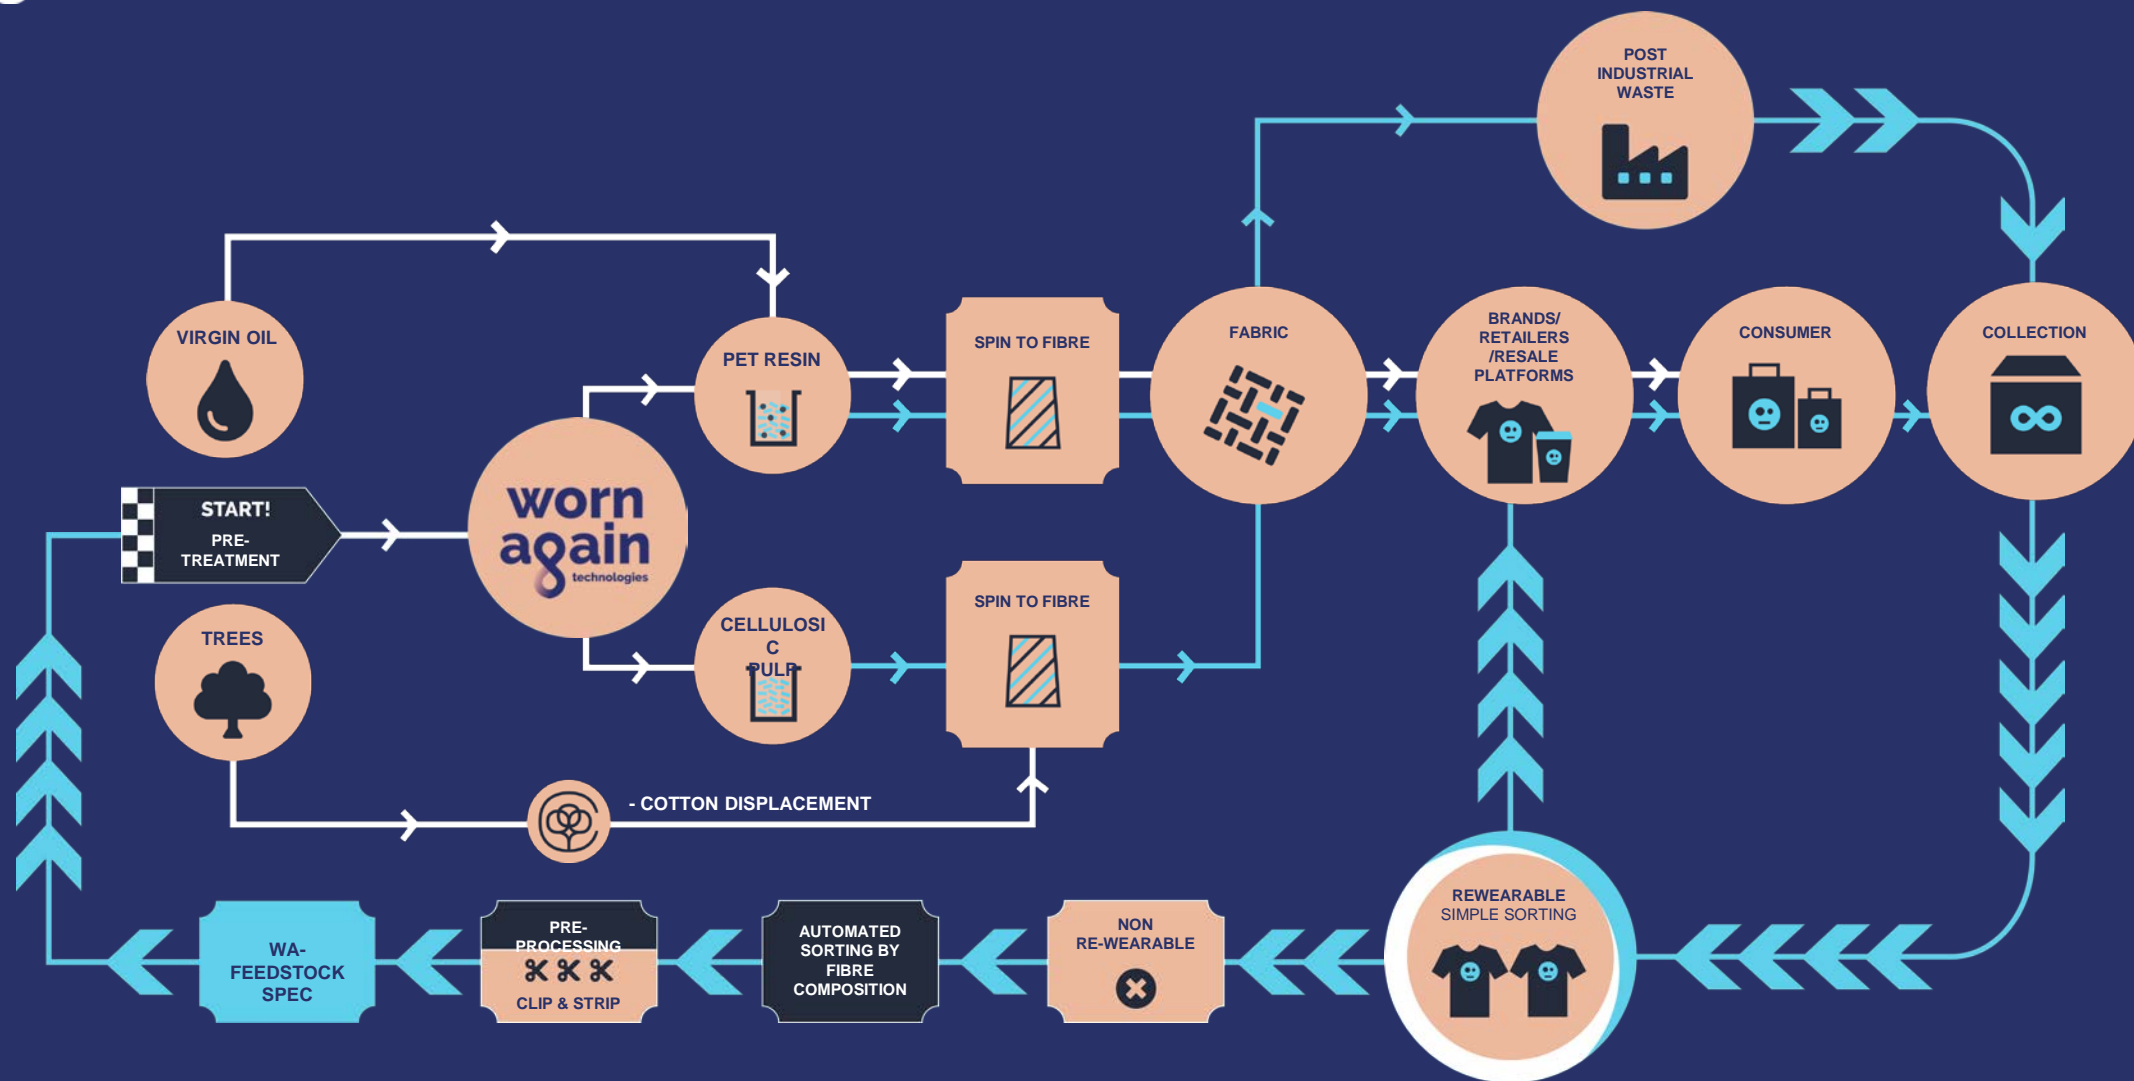 POST
INDUSTRIAL
WASTE
VIRGIN OIL
PET RESIN
SPIN TO FIBRE
FABRIC
BRANDS/
RETAILERS
/RESALE
PLATFORMS
CONSUMER
COLLECTION
START!
PRE-
TREATMENT
worn
again
technologies
TREES
CELLULOSI
C
PULP
SPIN TO FIBRE
- COTTON DISPLACEMENT
REWEARABLE
SIMPLE SORTING
NON
RE-WEARABLE
AUTOMATED
SORTING BY
FIBRE
COMPOSITION
PRE-
PROCESSING
CLIP & STRIP
WA-
FEEDSTOCK
SPEC